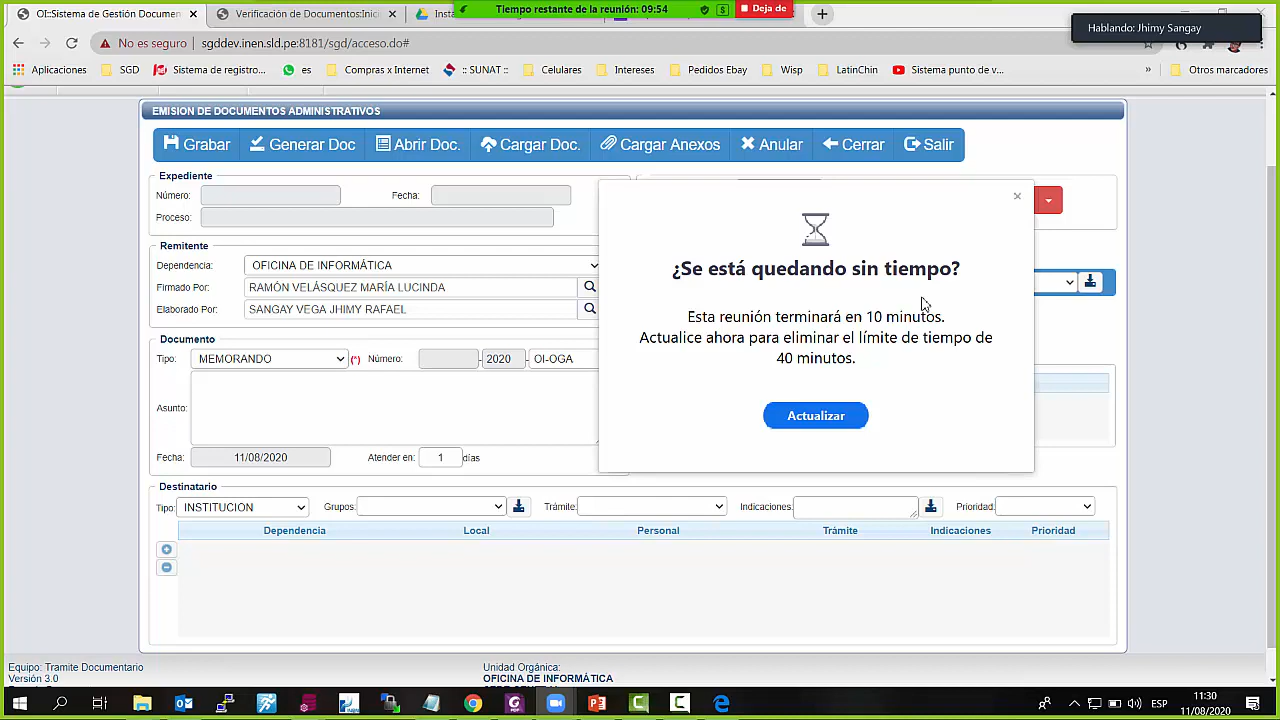 OI::Sistema de Gestión Documen
Verificación de Documentos:Inici
Insta
Tiempo restante de la reunión: 09:54
Deja de
Hablando: Jhimy Sangay
No es seguro
sgddev.inen.sld.pe:8181/sgd/acceso.do#
Aplicaciones
SGD
Sistema de registro...
es
Compras x Internet
:: SUNAT ::
Celulares
Intereses
Pedidos Ebay
Wisp
LatinChip
Sistema punto de v...
»
Otros marcadores
EMISION DE DOCUMENTOS ADMINISTRATIVOS
Grabar
Generar Doc
Abrir Doc.
Cargar Doc.
Cargar Anexos
Anular
Cerrar
Salir
Expediente
Número:
Fecha:
Proceso:
Remitente
Dependencia: OFICINA DE INFORMÁTICA
Firmado Por: RAMÓN VELÁSQUEZ MARÍA LUCINDA
Elaborado Por: SANGAY VEGA JHIMY RAFAEL
Documento
Tipo: MEMORANDO (*) Número: - 2020 - OI-OGA
Asunto:
Fecha: 11/08/2020 Atender en: 1 días
¿Se está quedando sin tiempo?
Esta reunión terminará en 10 minutos.
Actualice ahora para eliminar el límite de tiempo de
40 minutos.
Actualizar
Destinatario
Tipo: INSTITUCION Grupos: Trámite: Indicaciones: Prioridad:
Dependencia Local Personal Trámite Indicaciones Prioridad
Equipo: Tramite Documentario
Versión 3.0
Unidad Orgánica:
OFICINA DE INFORMÁTICA
ESP
11:30
11/08/2020